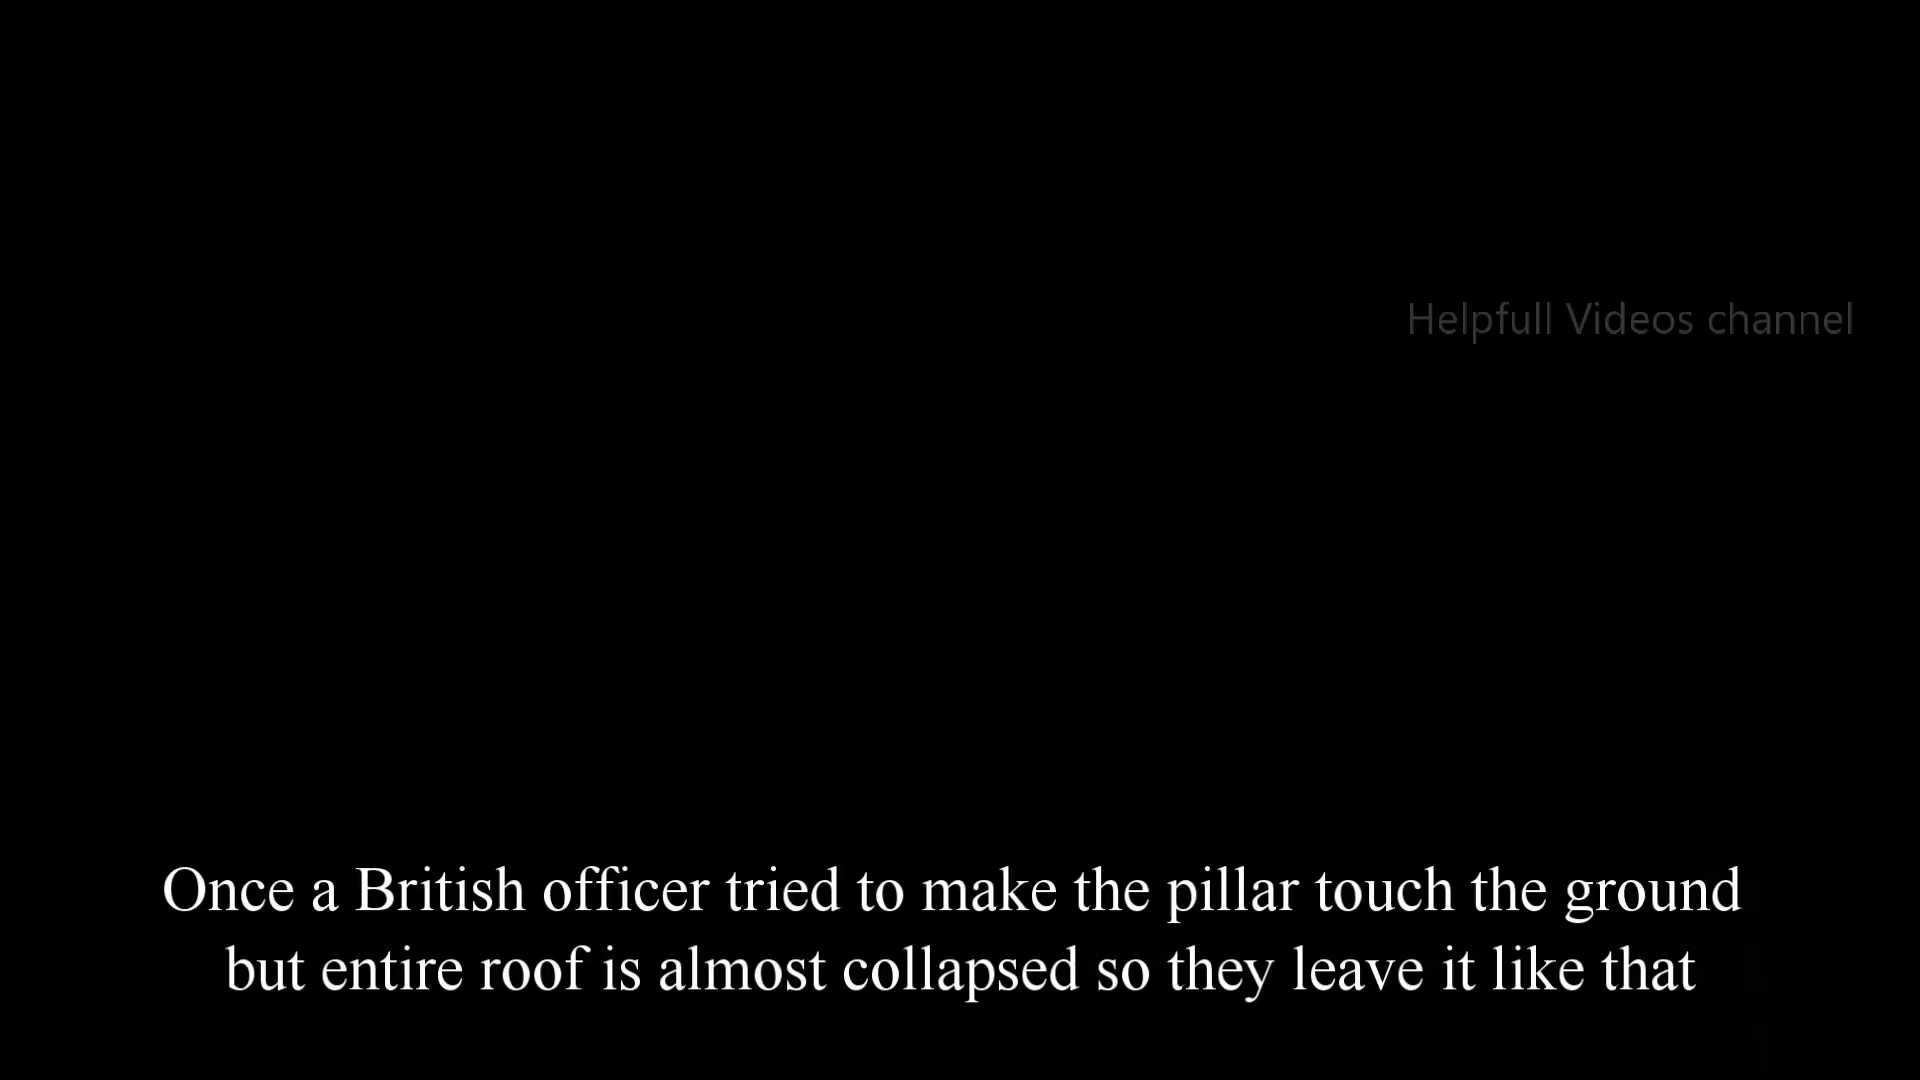 Helpfull Videos channel
Once a British officer tried to make the pillar touch the ground
but entire roof is almost collapsed so they leave it like that